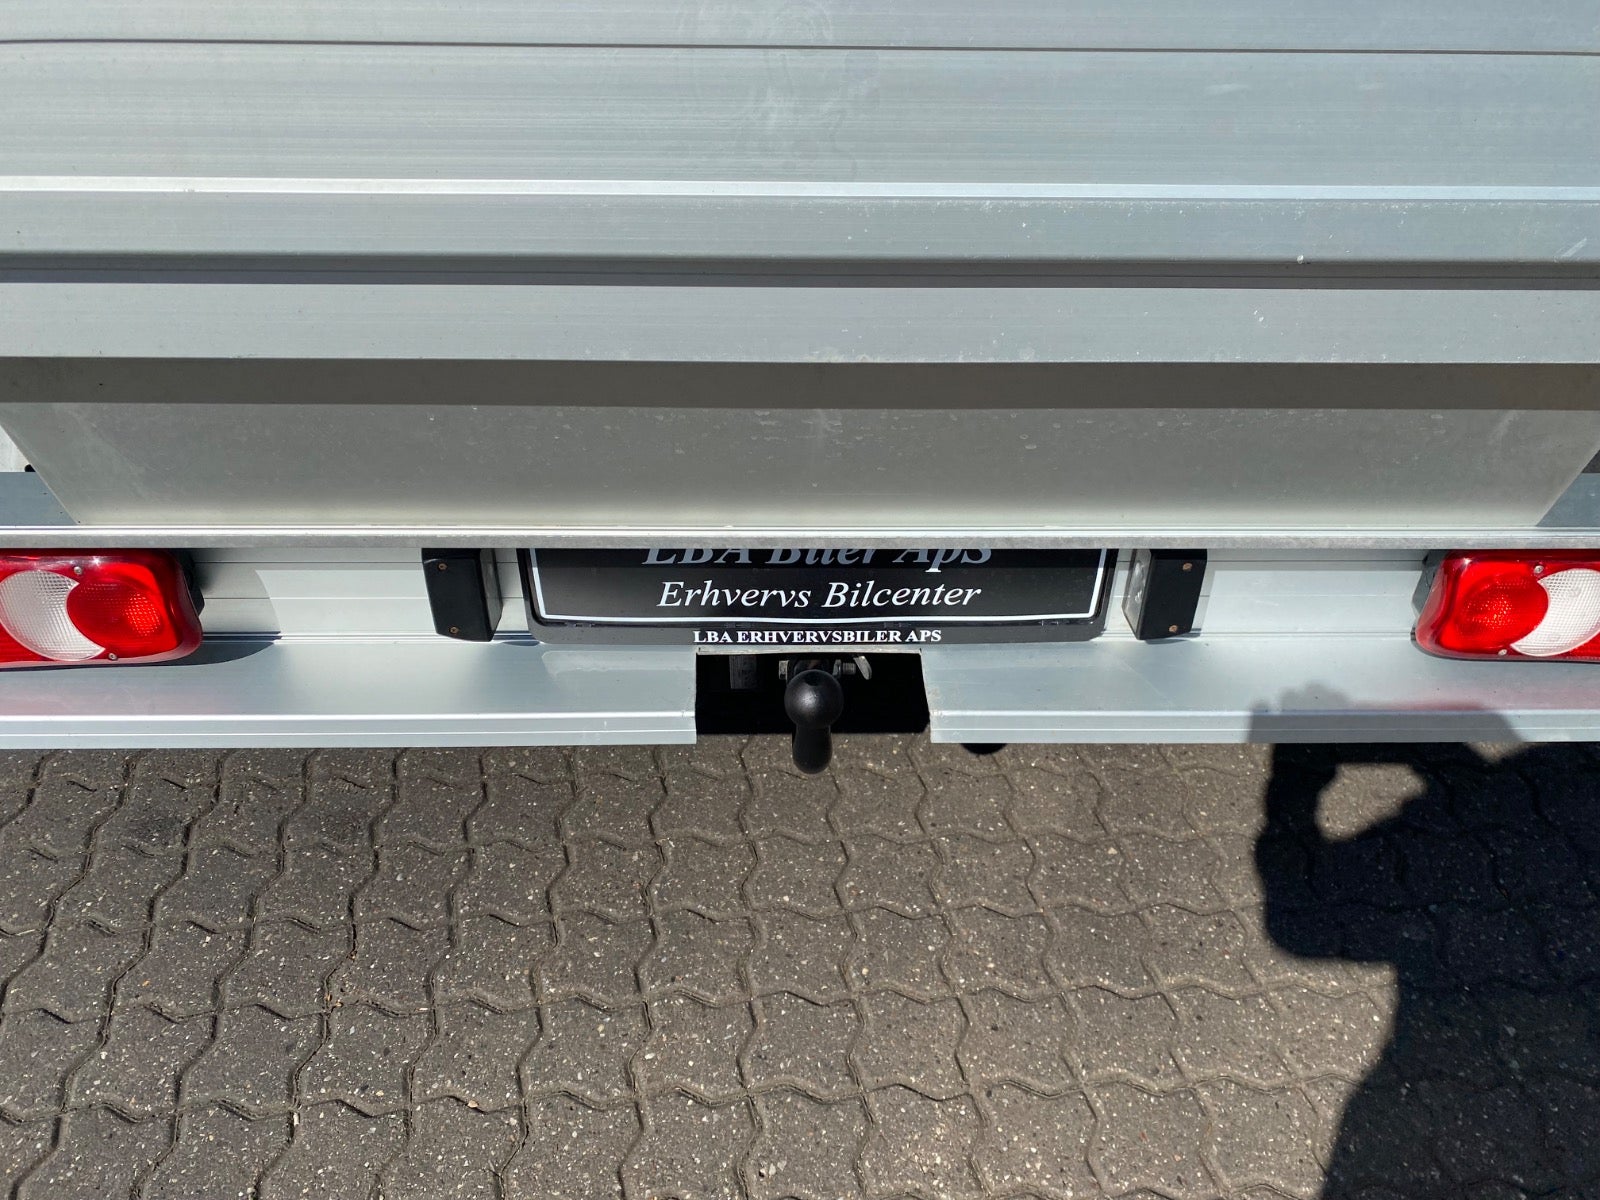 LBA Biler ApS
Erhvervs Bilcenter
LBA ERHVERVSBILER APS